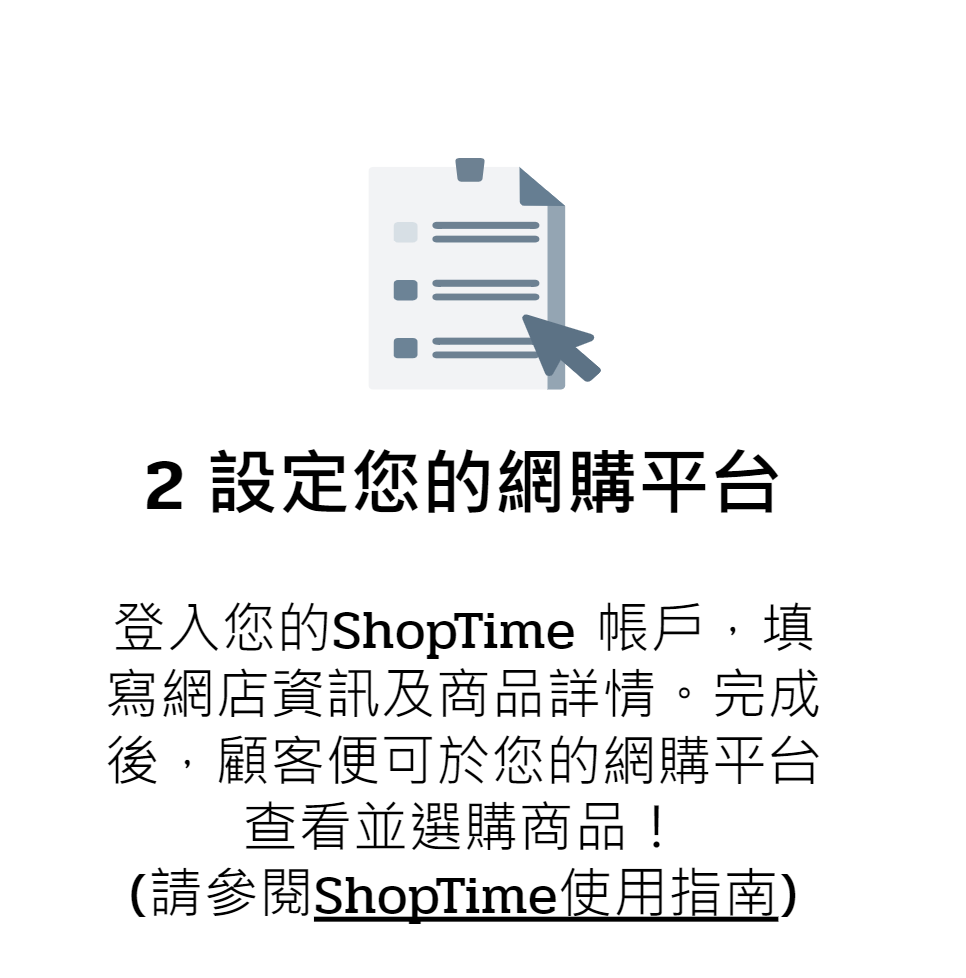 2 設定您的網購平台
登入您的ShopTime 帳戶，填
寫網店資訊及商品詳情。完成
後，顧客便可於您的網購平台
查看並選購商品！
(請參閱ShopTime使用指南)